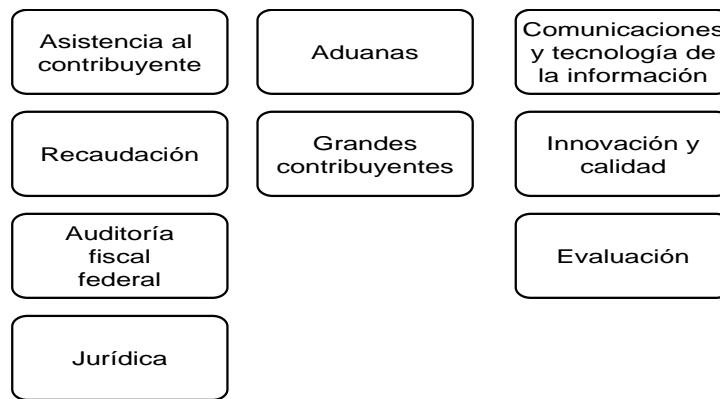 Asistencia al
contribuyente
Aduanas
Comunicaciones
y tecnología de
la información
Recaudación
Grandes
contribuyentes
Innovación y
calidad
Auditoría
fiscal
federal
Evaluación
Jurídica